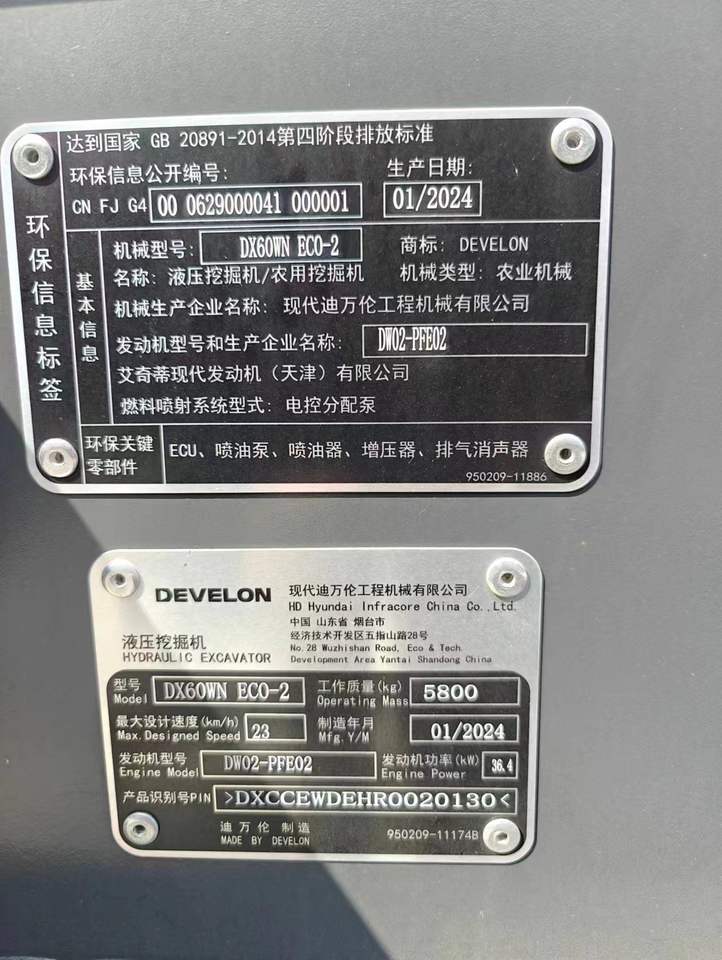 达到国家 GB 20891-2014第四阶段排放标准
环保信息公开编号:
生产日期:
CN FJ G4 00 0629000041 000001
01/2024
环保信息标签
基本信息
机械型号: DX60WN ECO-2 商标: DEVELON
名称: 液压挖掘机/农用挖掘机 机械类型: 农业机械
机械生产企业名称: 现代迪万伦工程机械有限公司
发动机型号和生产企业名称: DW02-PFE02
艾奇蒂现代发动机 (天津) 有限公司
燃料喷射系统型式: 电控分配泵
环保关键
零部件
ECU、喷油泵、喷油器、增压器、排气消声器
950209-11886
DEVELON
现代迪万伦工程机械有限公司
HD Hyundai Infracore China Co.,Ltd.
中国 山东省 烟台市
经济技术开发区五指山路28号
No.28 Wuzhishan Road, Eco & Tech
Development Area Yantai Shandong China
液压挖掘机
HYDRAULIC EXCAVATOR
型号
Model DX60WN ECO-2
工作质量(kg)
Operating Mass 5800
最大设计速度(km/h)
Max.Designed Speed 23
制造年月
Mfg.Y/M 01/2024
发动机型号
Engine Model DW02-PFE02
发动机功率(kW)
Engine Power 36.4
产品识别号PIN >DXCCEWDEHR0020130<
迪万伦 制造
MADE BY DEVELON
950209-11174B